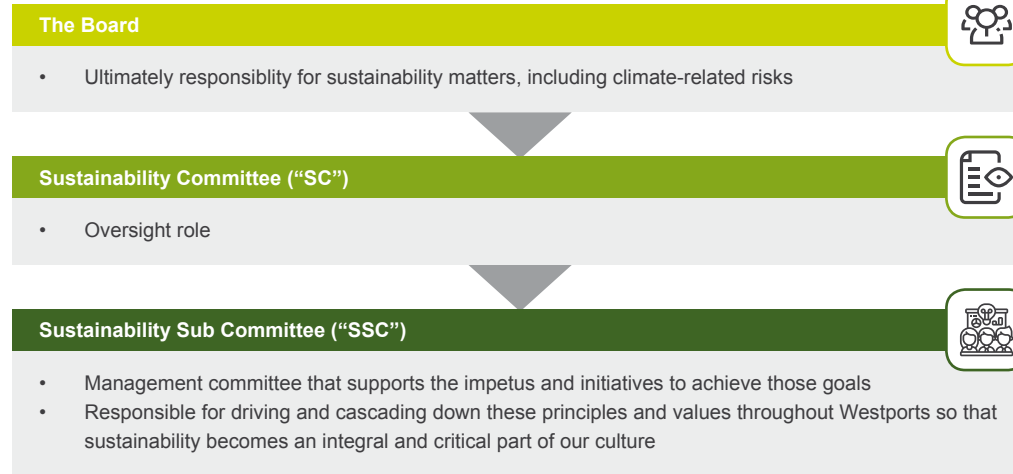 The Board
• Ultimately responsiblity for sustainability matters, including climate-related risks
Sustainability Committee (“SC”)
• Oversight role
Sustainability Sub Committee (“SSC”)
• Management committee that supports the impetus and initiatives to achieve those goals
• Responsible for driving and cascading down these principles and values throughout Westports so that
sustainability becomes an integral and critical part of our culture